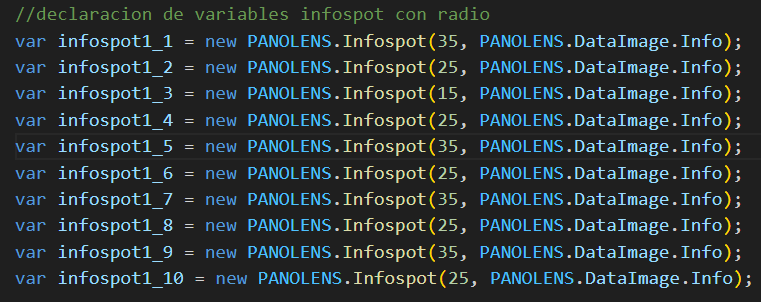 //declaracion de variables infospot con radio
var infospot1_1 = new PANOLENS.Infospot(35, PANOLENS.DataImage.Info);
var infospot1_2 = new PANOLENS.Infospot(25, PANOLENS.DataImage.Info);
var infospot1_3 = new PANOLENS.Infospot(15, PANOLENS.DataImage.Info);
var infospot1_4 = new PANOLENS.Infospot(25, PANOLENS.DataImage.Info);
var infospot1_5 = new PANOLENS.Infospot(35, PANOLENS.DataImage.Info);
var infospot1_6 = new PANOLENS.Infospot(25, PANOLENS.DataImage.Info);
var infospot1_7 = new PANOLENS.Infospot(35, PANOLENS.DataImage.Info);
var infospot1_8 = new PANOLENS.Infospot(25, PANOLENS.DataImage.Info);
var infospot1_9 = new PANOLENS.Infospot(35, PANOLENS.DataImage.Info);
var infospot1_10 = new PANOLENS.Infospot(25, PANOLENS.DataImage.Info);